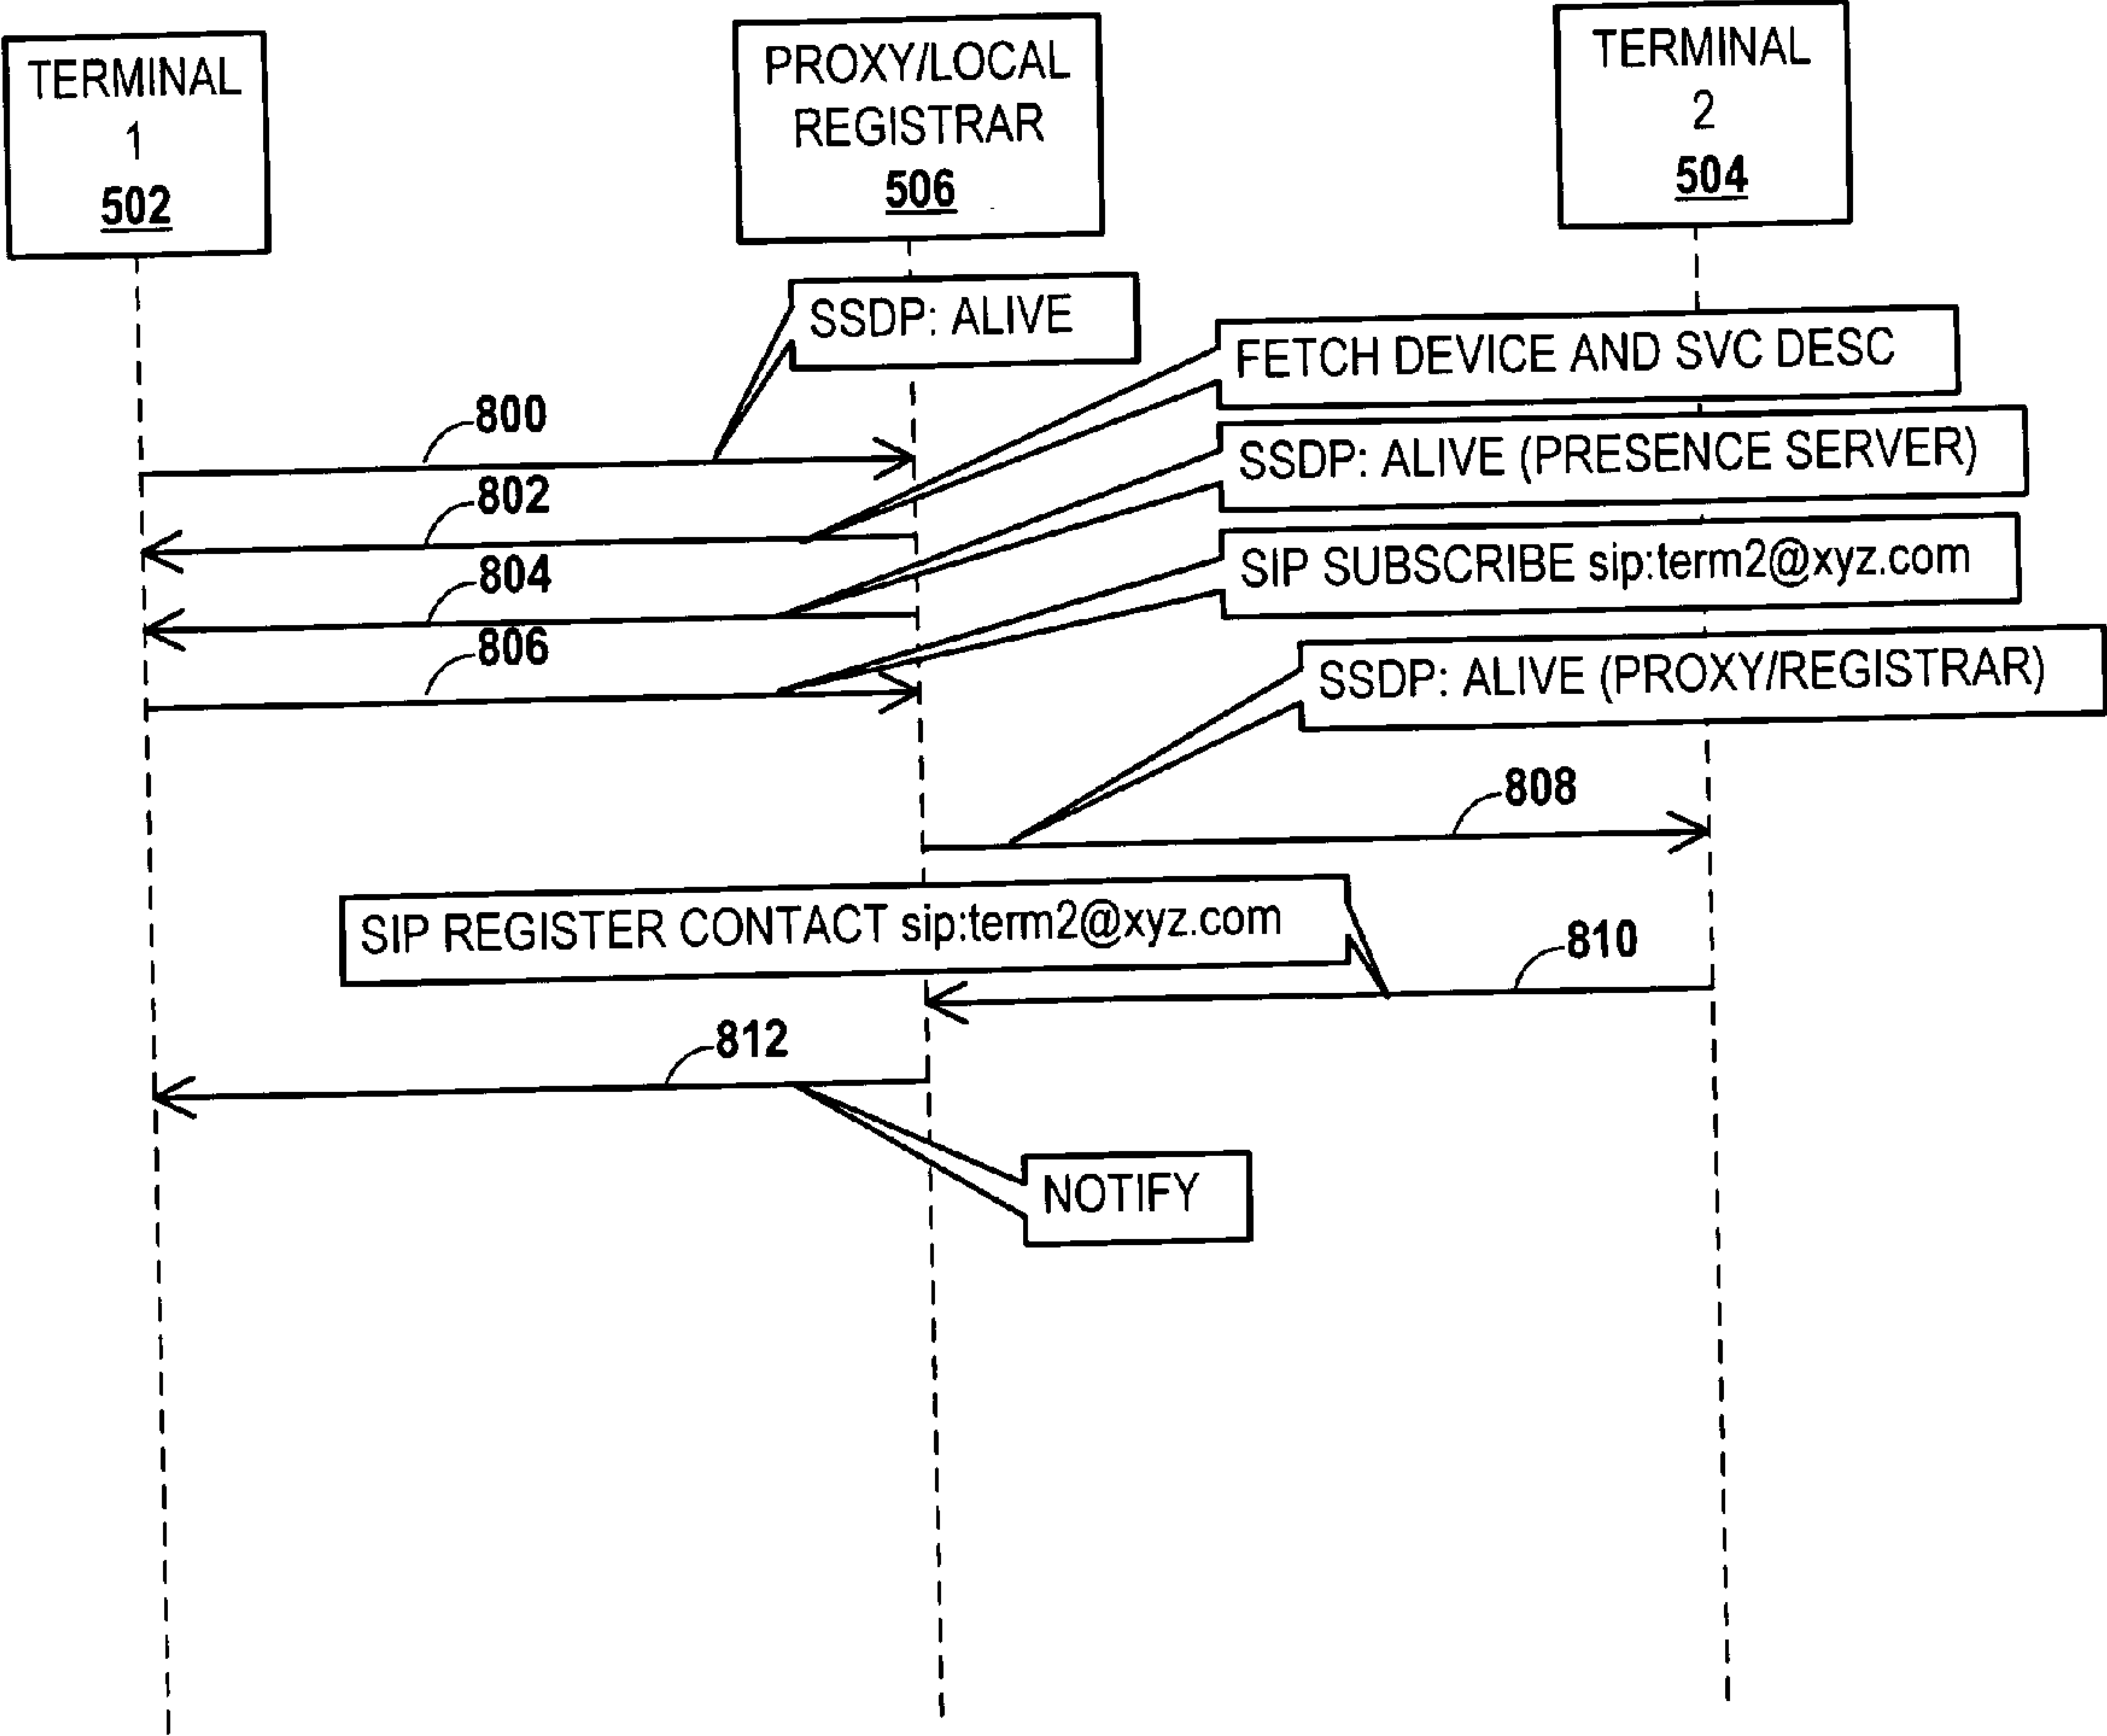 TERMINAL
1
502
PROXY/LOCAL
REGISTRAR
506
TERMINAL
2
504
SSDP: ALIVE
FETCH DEVICE AND SVC DESC
800
SSDP: ALIVE (PRESENCE SERVER)
802
SIP SUBSCRIBE sip:term2@xyz.com
804
806
SSDP: ALIVE (PROXY/REGISTRAR)
808
SIP REGISTER CONTACT sip:term2@xyz.com
810
812
NOTIFY